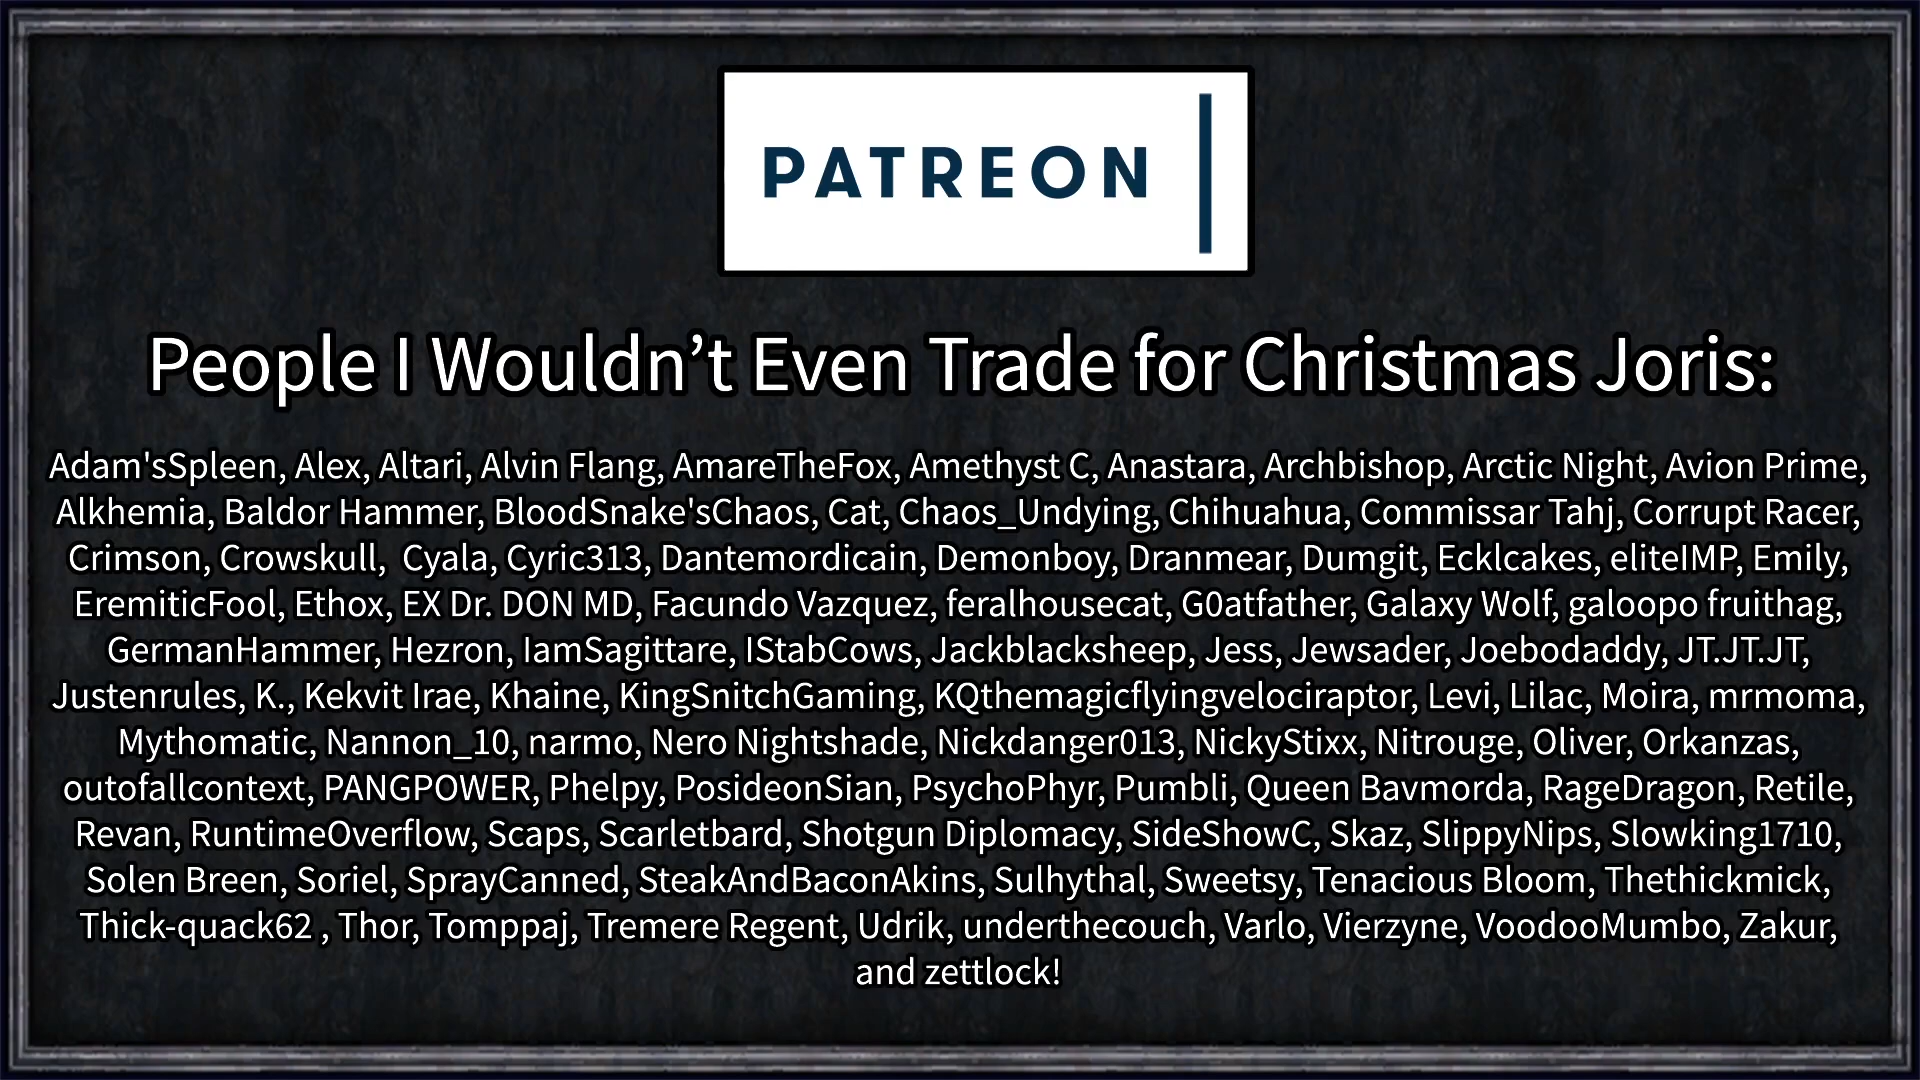 PATREON
People I Wouldn’t Even Trade for Christmas Joris:
Adam'sSpleen, Alex, Altari, Alvin Flang, AmareTheFox, Amethyst C, Anastara, Archbishop, Arctic Night, Avion Prime,
Alkhemia, Baldor Hammer, BloodSnake'sChaos, Cat, Chaos_Undying, Chihuahua, Commissar Tahj, Corrupt Racer,
Crimson, Crowskull,  Cyala, Cyric313, Dantemordicain, Demonboy, Dranmear, Dumgit, Ecklcakes, eliteIMP, Emily,
EremiticFool, Ethox, EX Dr. DON MD, Facundo Vazquez, feralhousecat, G0atfather, Galaxy Wolf, galoopo fruithag,
GermanHammer, Hezron, IamSagittare, IStabCows, Jackblacksheep, Jess, Jewsader, Joebodaddy, JT.JT.JT,
Justenrules, K., Kekvit Irae, Khaine, KingSnitchGaming, KQthemagicflyingvelociraptor, Levi, Lilac, Moira, mrmoma,
Mythomatic, Nannon_10, narmo, Nero Nightshade, Nickdanger013, NickyStixx, Nitrouge, Oliver, Orkanzas,
outofallcontext, PANGPOWER, Phelpy, PosideonSian, PsychoPhyr, Pumbli, Queen Bavmorda, RageDragon, Retile,
Revan, RuntimeOverflow, Scaps, Scarletbard, Shotgun Diplomacy, SideShowC, Skaz, SlippyNips, Slowking1710,
Solen Breen, Soriel, SprayCanned, SteakAndBaconAkins, Sulhythal, Sweetsy, Tenacious Bloom, Thethickmick,
Thick-quack62 , Thor, Tomppaj, Tremere Regent, Udrik, underthecouch, Varlo, Vierzyne, VoodooMumbo, Zakur,
and zettlock!